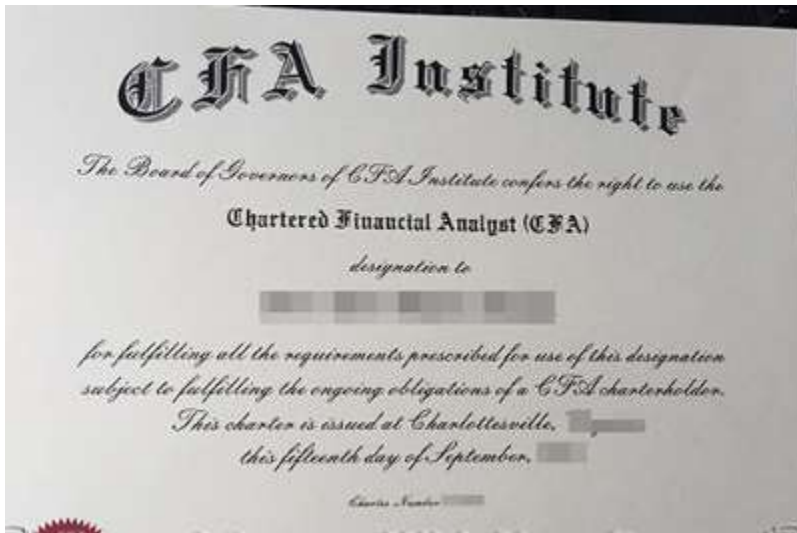 CFA Institute
The Board of Governors of CFA Institute confers the right to use the
Chartered Financial Analyst (CFA)
designation to
for fulfilling all the requirements prescribed for use of this designation
subject to fulfilling the ongoing obligations of a CFA charterholder.
This charter is issued at Charlottesville,
this fifteenth day of September,
Charter Number